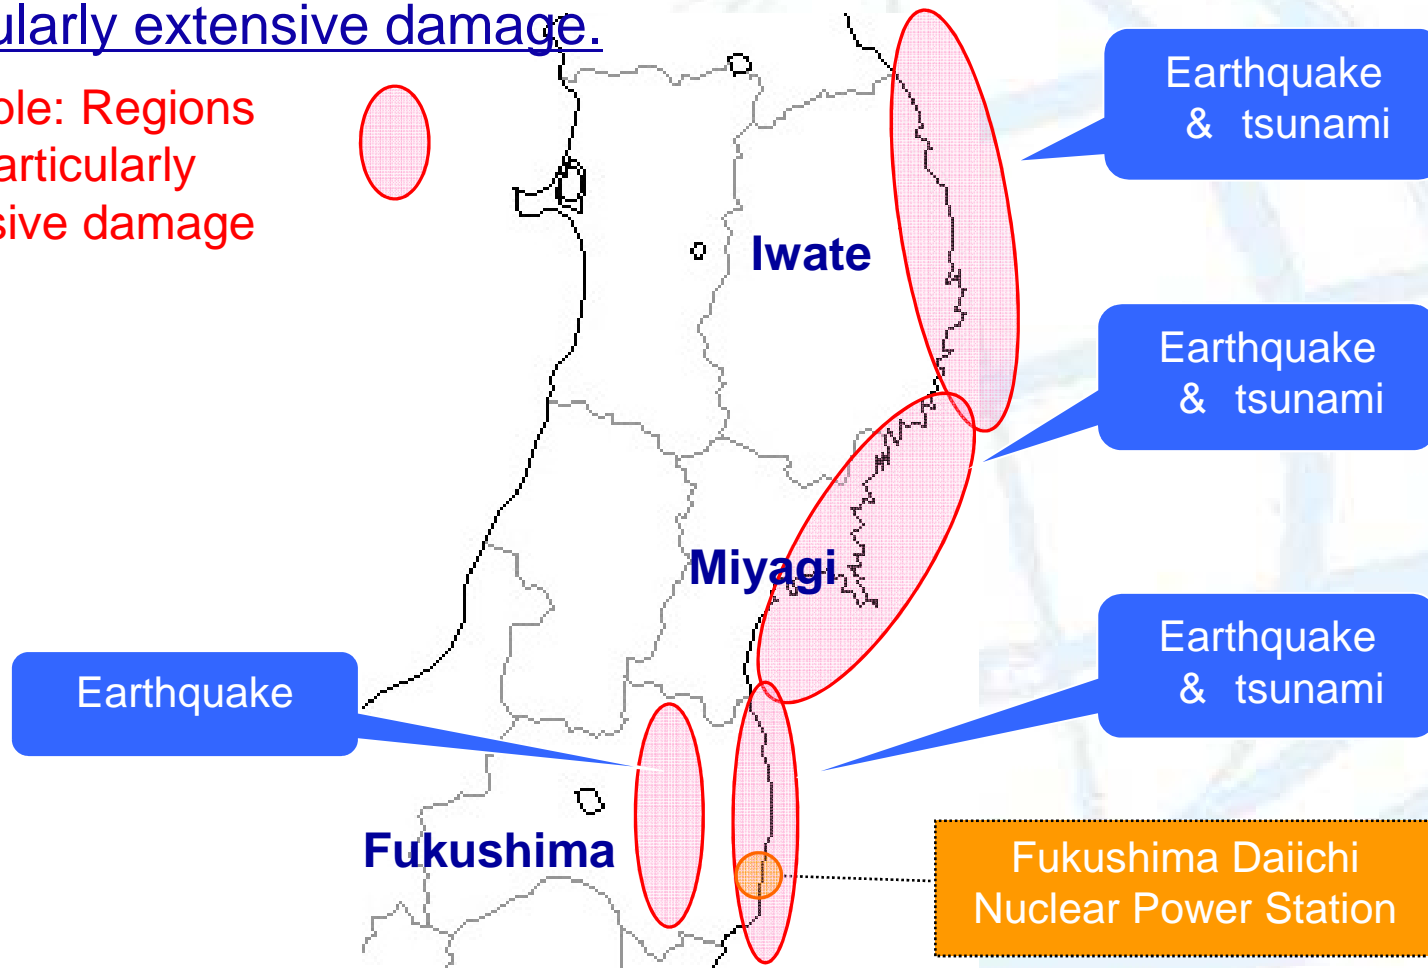 ularly extensive damage.
ole: Regions
articularly
sive damage
Earthquake
& tsunami
Iwate
Earthquake
& tsunami
Miyagi
Earthquake
& tsunami
Earthquake
Fukushima
Fukushima Daiichi
Nuclear Power Station